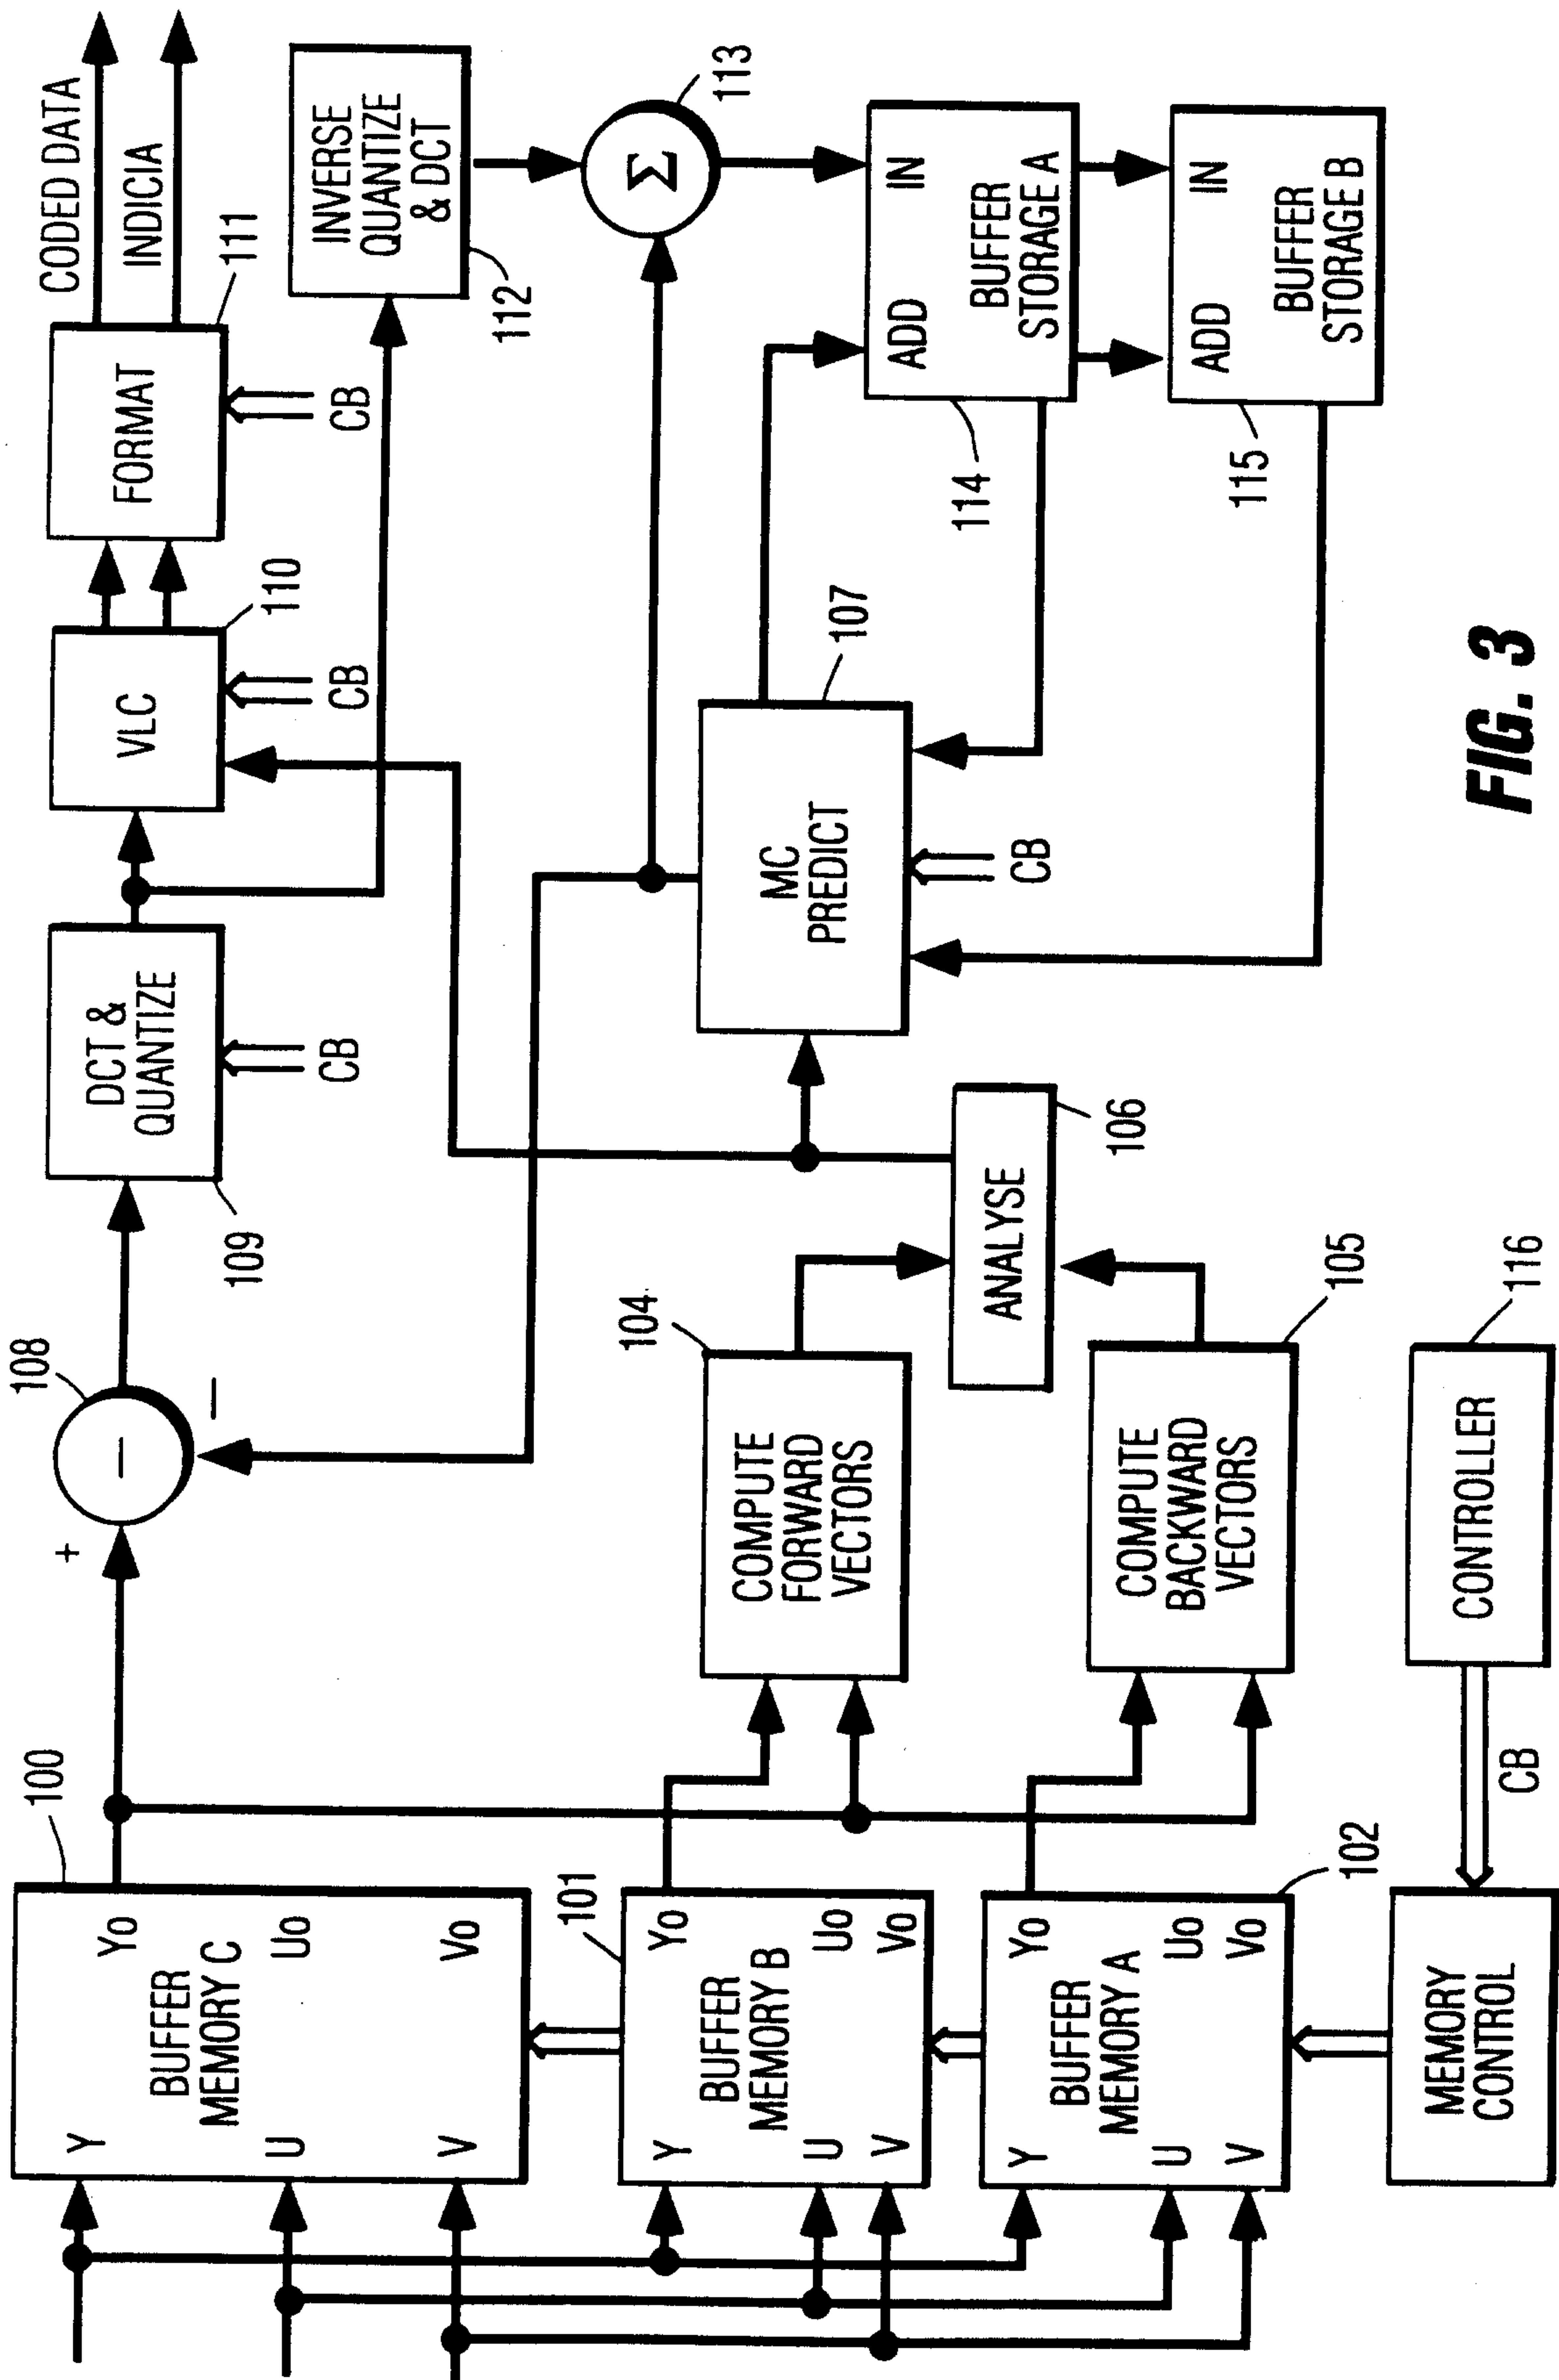 100
Y
BUFFER
MEMORY C
Yo
U
Uo
V
Vo
101
Y
BUFFER
MEMORY B
Yo
U
Uo
V
Vo
102
Y
BUFFER
MEMORY A
Yo
U
Uo
V
Vo
MEMORY
CONTROL
CB
CONTROLLER
116
+
−
108
−
104
COMPUTE
FORWARD
VECTORS
COMPUTE
BACKWARD
VECTORS
105
ANALYSE
106
109
DCT &
QUANTIZE
CB
VLC
110
CB
FORMAT
111
CB
CODED DATA
INDICIA
INVERSE
QUANTIZE
& DCT
112
Σ
113
MC
PREDICT
107
CB
ADD
IN
BUFFER
STORAGE A
114
ADD
IN
BUFFER
STORAGE B
115
FIG. 3